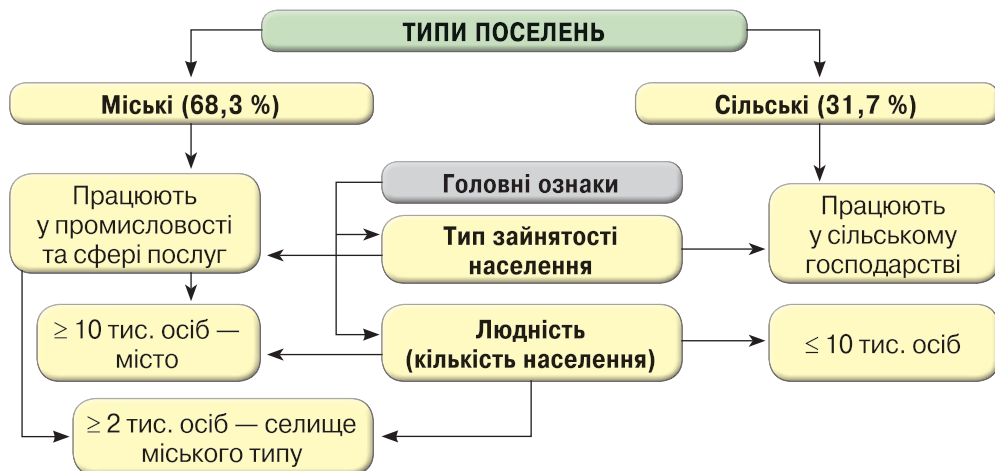 ТИПИ ПОСЕЛЕНЬ
Міські (68,3 %)
Сільські (31,7 %)
Головні ознаки
Працюють
у промисловості
та сфері послуг
Тип зайнятості
населення
Працюють
у сільському
господарстві
≥ 10 тис. осіб —
місто
Людність
(кількість населення)
≤ 10 тис. осіб
≥ 2 тис. осіб — селище
міського типу